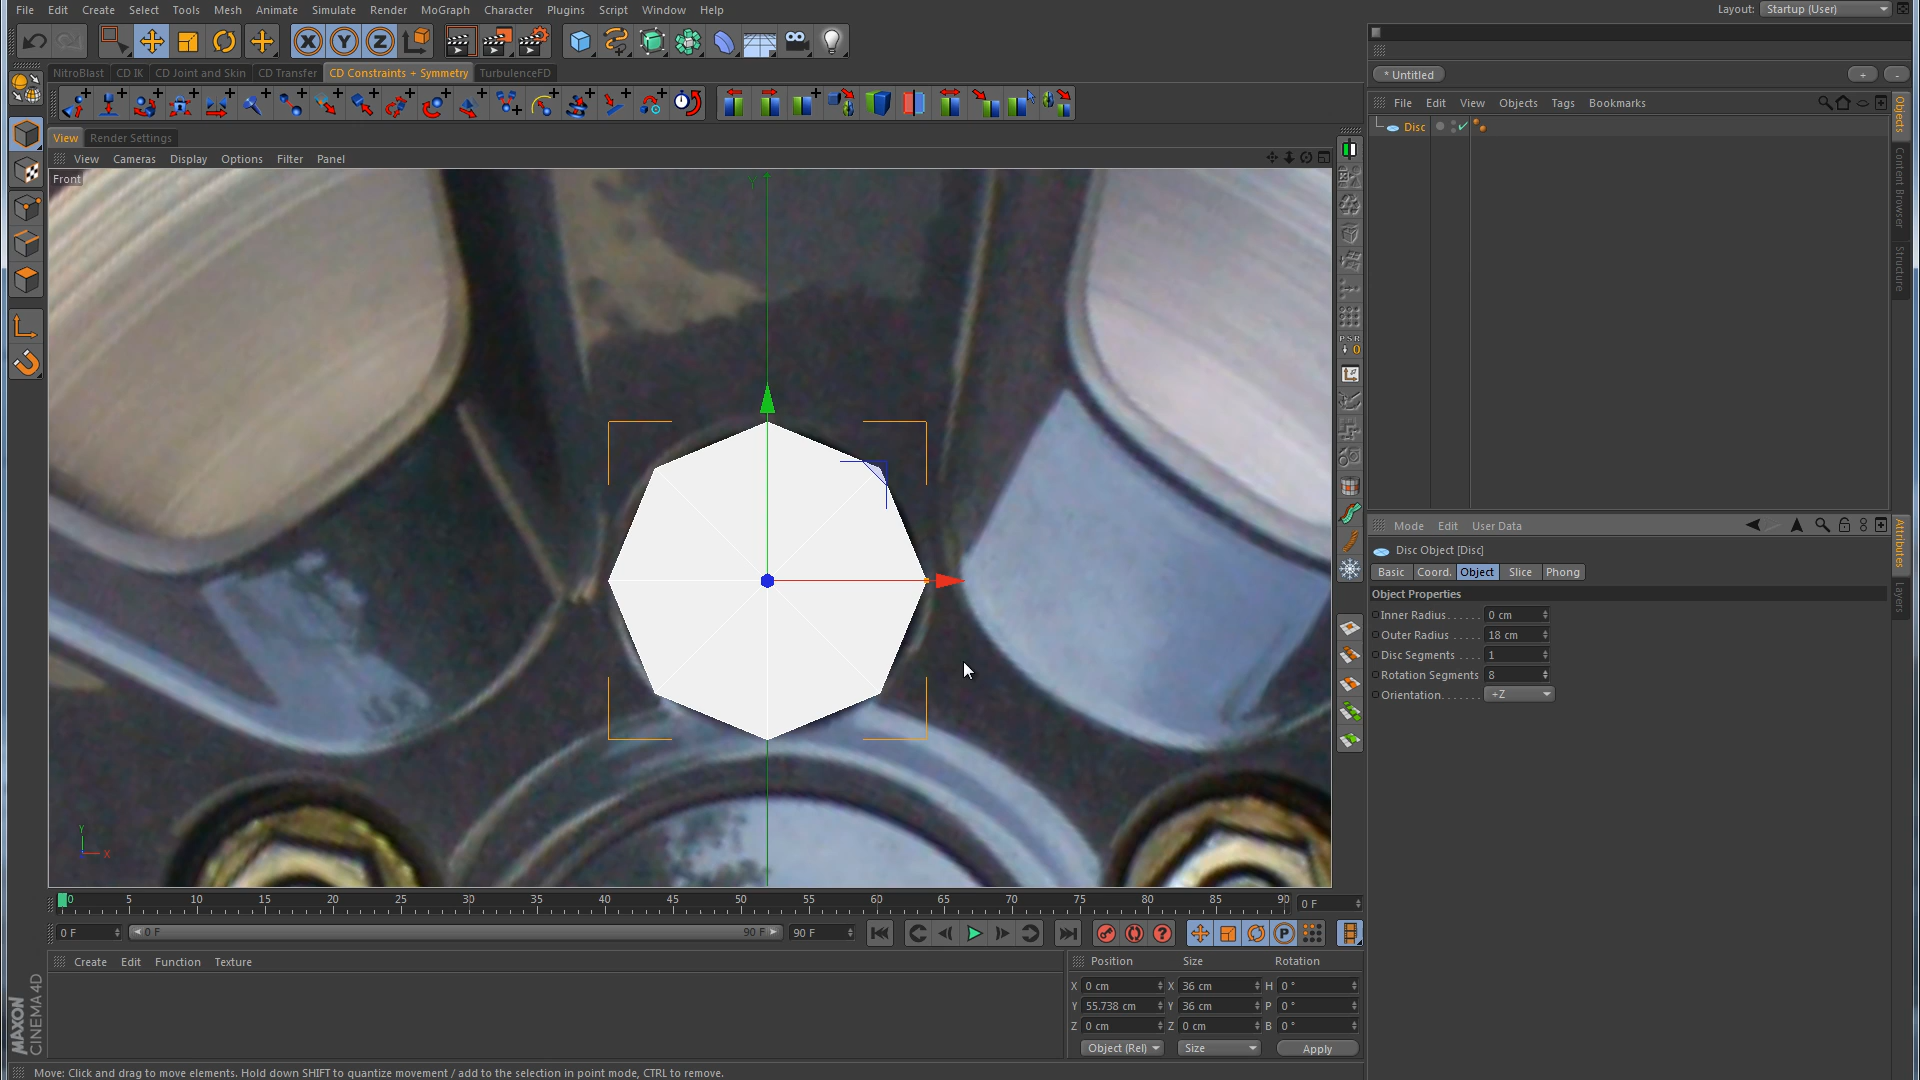 File Edit Create Select Tools Mesh Animate Simulate Render MoGraph Character Plugins Script Window Help
Layout: Startup (User)
NitroBlast CD IK CD Joint and Skin CD Transfer CD Constraints + Symmetry TurbulenceFD
* Untitled + -
File Edit View Objects Tags Bookmarks
Disc
Objects
Content Browser
Structure
View Render Settings
View Cameras Display Options Filter Panel
Front
Y
X Y Z
PSR
0
Mode Edit User Data
Disc Object [Disc]
Basic Coord. Object Slice Phong
Object Properties
Inner Radius. . . . . . 0 cm
Outer Radius . . . . . 18 cm
Disc Segments . . . . 1
Rotation Segments 8
Orientation. . . . . . . +Z
Attributes
Layers
Y
X
0 5 10 15 20 25 30 35 40 45 50 55 60 65 70 75 80 85 90 0 F
0 F 0 F 90 F 90 F
P
Create Edit Function Texture
Position Size Rotation
X 0 cm X 36 cm H 0 °
Y 55.738 cm Y 36 cm P 0 °
Z 0 cm Z 0 cm B 0 °
Object (Rel) Size Apply
MAXON
CINEMA 4D
Move: Click and drag to move elements. Hold down SHIFT to quantize movement / add to the selection in point mode, CTRL to remove.